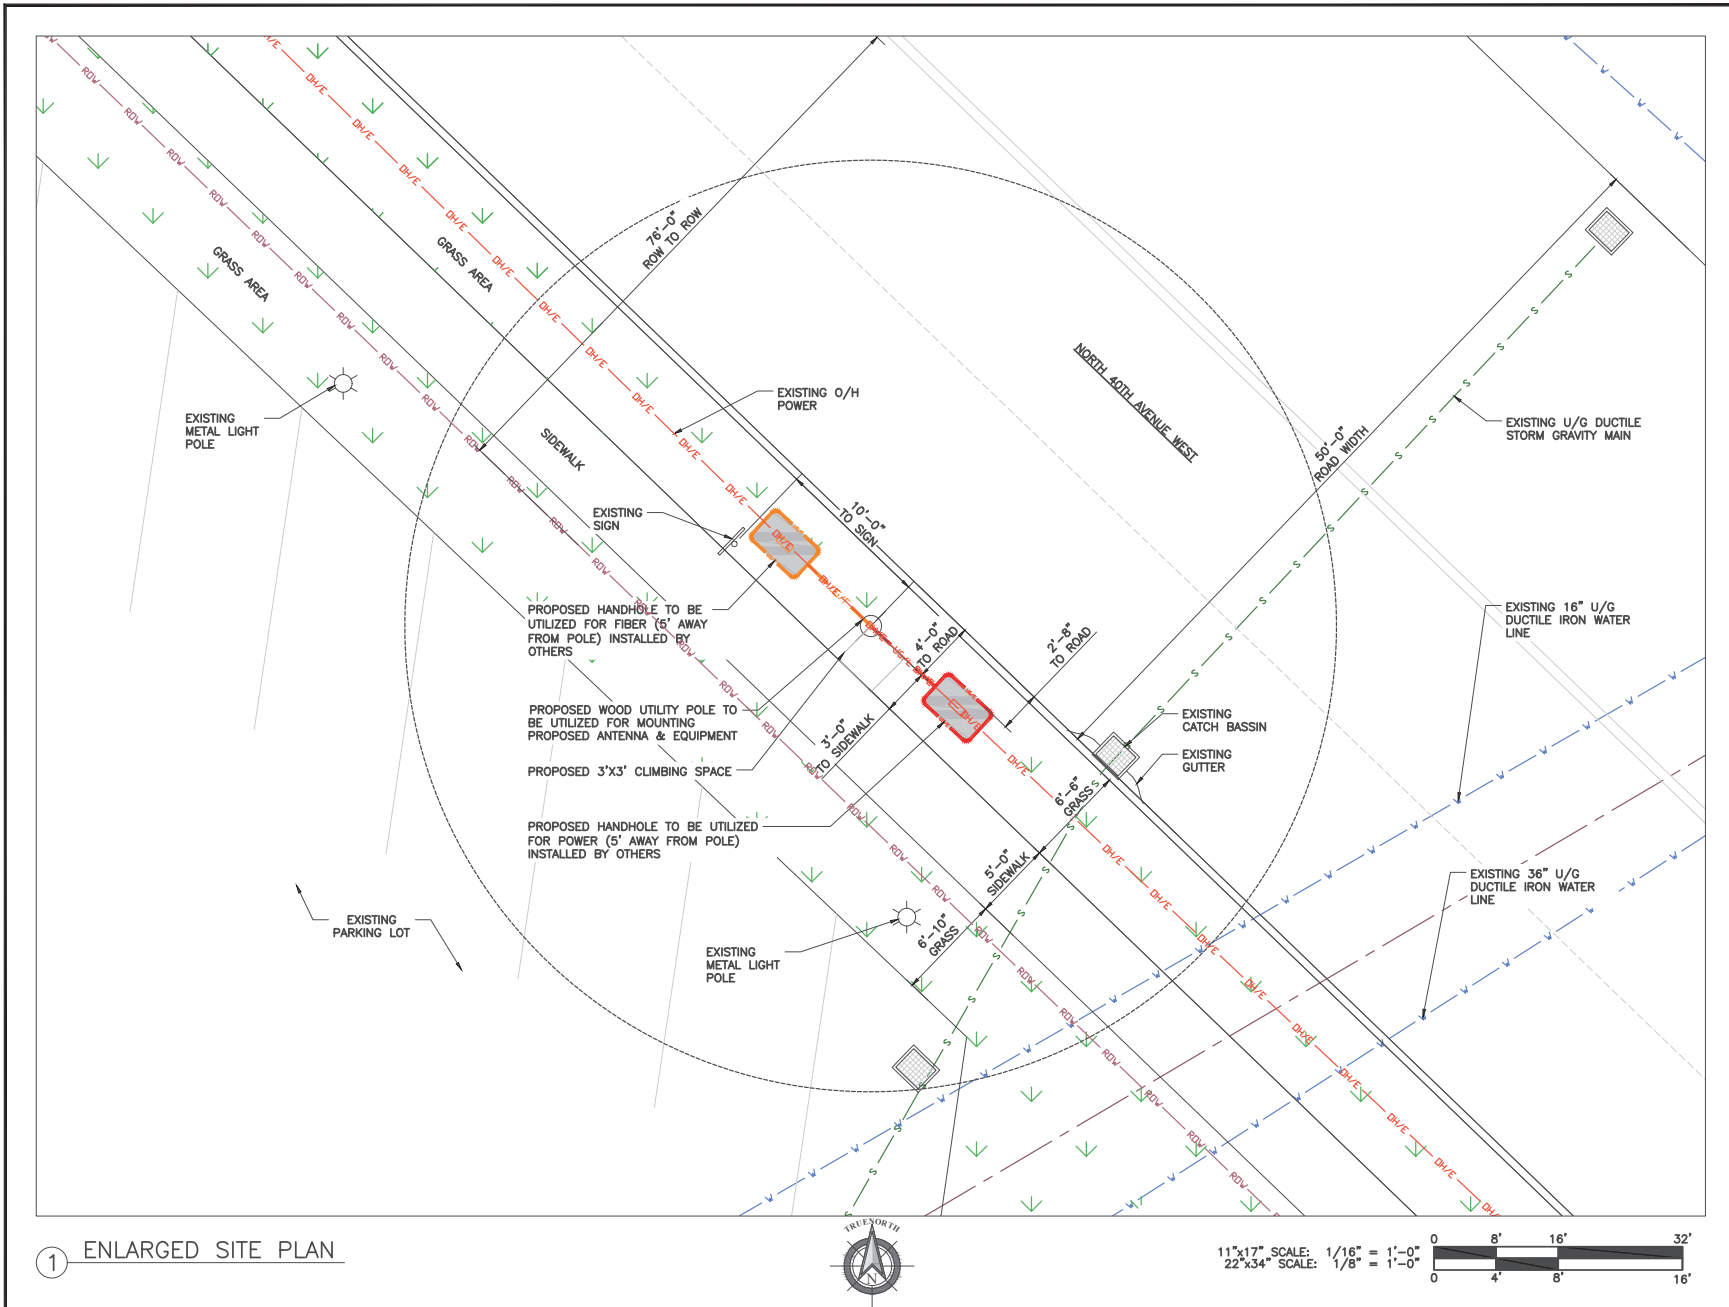 76'-0"
ROW TO ROW
GRASS AREA
GRASS AREA
NORTH 40TH AVENUE WEST
EXISTING
METAL LIGHT
POLE
EXISTING O/H
POWER
SIDEWALK
50'-0"
ROAD WIDTH
EXISTING U/G DUCTILE
STORM GRAVITY MAIN
EXISTING
SIGN
10'-0"
TO SIGN
PROPOSED HANDHOLE TO BE
UTILIZED FOR FIBER (5' AWAY
FROM POLE) INSTALLED BY
OTHERS
4'-0"
TO ROAD
2'-8"
TO ROAD
EXISTING 16" U/G
DUCTILE IRON WATER
LINE
PROPOSED WOOD UTILITY POLE TO
BE UTILIZED FOR MOUNTING
PROPOSED ANTENNA & EQUIPMENT
3'-0"
TO SIDEWALK
EXISTING
CATCH BASSIN
EXISTING
GUTTER
PROPOSED 3'X3' CLIMBING SPACE
6'-6"
GRASS
PROPOSED HANDHOLE TO BE UTILIZED
FOR POWER (5' AWAY FROM POLE)
INSTALLED BY OTHERS
5'-0"
SIDEWALK
EXISTING 36" U/G
DUCTILE IRON WATER
LINE
EXISTING
PARKING LOT
6'-10"
GRASS
EXISTING
METAL LIGHT
POLE
ROW
OH/E
S
W
1 ENLARGED SITE PLAN
TRUENORTH
N
11"x17" SCALE: 1/16" = 1'-0"
22"x34" SCALE: 1/8" = 1'-0"
0 8' 16' 32'
0 4' 8' 16'